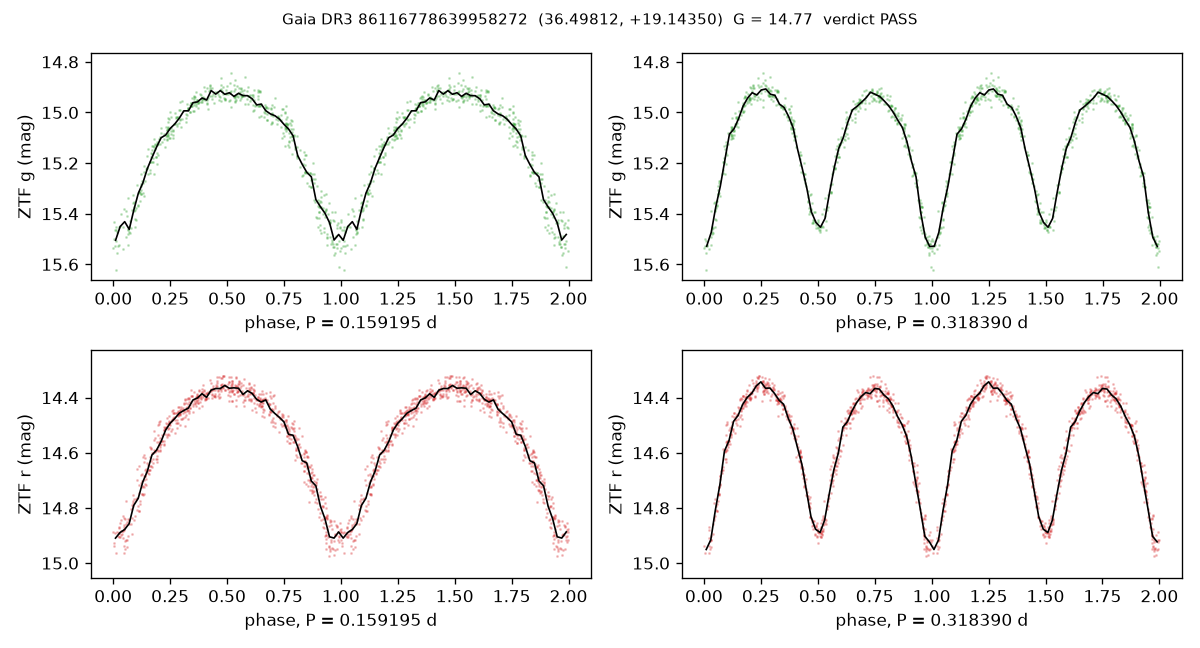 Gaia DR3 86116778639958272 (36.49812, +19.14350) G = 14.77 verdict PASS
ZTF g (mag)
14.8
15.0
15.2
15.4
15.6
0.00 0.25 0.50 0.75 1.00 1.25 1.50 1.75 2.00
phase, P = 0.159195 d
ZTF g (mag)
14.8
15.0
15.2
15.4
15.6
0.00 0.25 0.50 0.75 1.00 1.25 1.50 1.75 2.00
phase, P = 0.318390 d
ZTF r (mag)
14.4
14.6
14.8
15.0
0.00 0.25 0.50 0.75 1.00 1.25 1.50 1.75 2.00
phase, P = 0.159195 d
ZTF r (mag)
14.4
14.6
14.8
15.0
0.00 0.25 0.50 0.75 1.00 1.25 1.50 1.75 2.00
phase, P = 0.318390 d